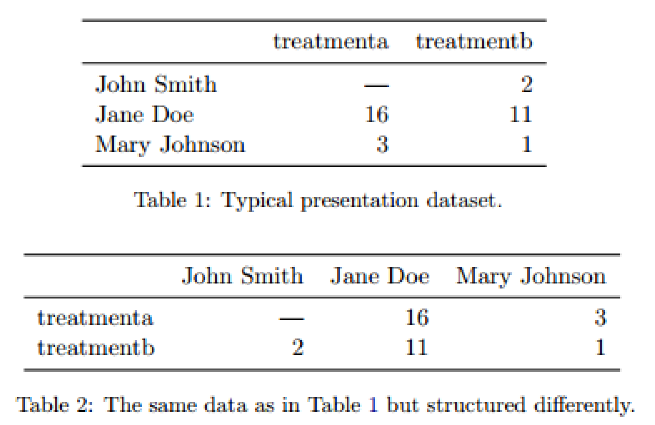 treatmenta treatmentb
John Smith — 2
Jane Doe 16 11
Mary Johnson 3 1
Table 1: Typical presentation dataset.
John Smith Jane Doe Mary Johnson
treatmenta — 16 3
treatmentb 2 11 1
Table 2: The same data as in Table 1 but structured differently.